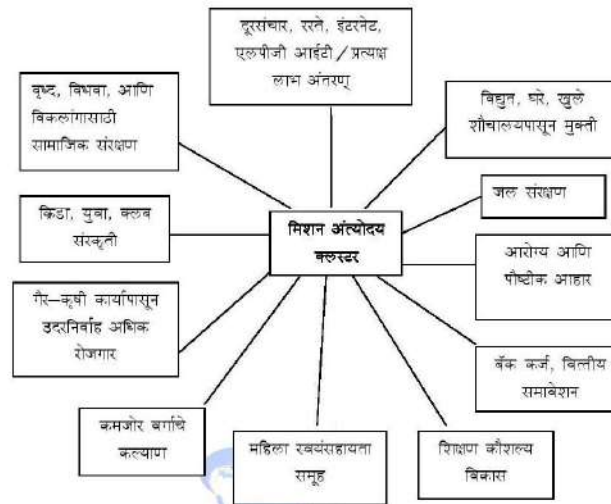 दूरसंचार, ररते, इंटरनेट,
एलपीजी आईटी/प्रत्यक्ष
लाभ अंतरण्
वृध्द, विधवा, आणि
विकलांगासाठी
सामाजिक संरक्षण
विद्युत, घरे, खुले
शौचालयपासून मुक्ती
जल संरक्षण
क्रिडा, युवा, क्लब
संस्कृती
मिशन अंत्योदय
क्लस्टर
आरोग्य आणि
पौष्टीक आहार
गैर–कृषी कार्यापासून
उदरनिर्वाह अधिक
रोजगार
बॅक कर्ज, वित्तीय
समावेशन
कमजोर वर्गाचे
कल्याण
महिला स्वयंसहायता
समूह
शिक्षण कौशल्य
विकास